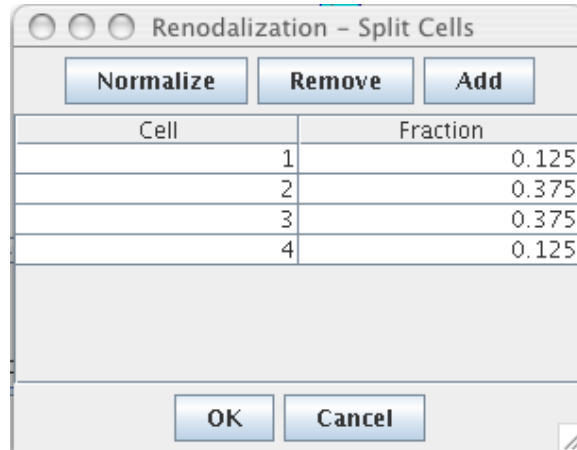 Renodalization – Split Cells
Normalize Remove Add
Cell Fraction
1 0.125
2 0.375
3 0.375
4 0.125
OK Cancel